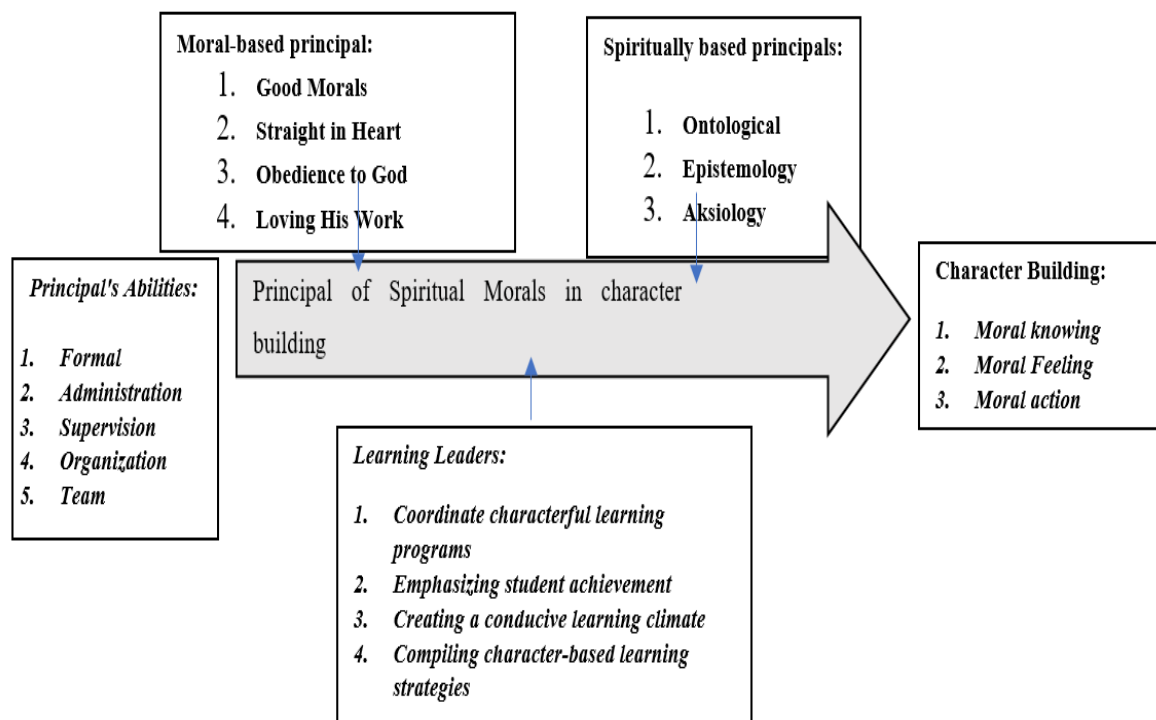 Moral-based principal:
1. Good Morals
2. Straight in Heart
3. Obedience to God
4. Loving His Work
Spiritually based principals:
1. Ontological
2. Epistemology
3. Aksiology
Principal's Abilities:
1. Formal
2. Administration
3. Supervision
4. Organization
5. Team
Principal of Spiritual Morals in character
building
Character Building:
1. Moral knowing
2. Moral Feeling
3. Moral action
Learning Leaders:
1. Coordinate characterful learning
programs
2. Emphasizing student achievement
3. Creating a conducive learning climate
4. Compiling character-based learning
strategies